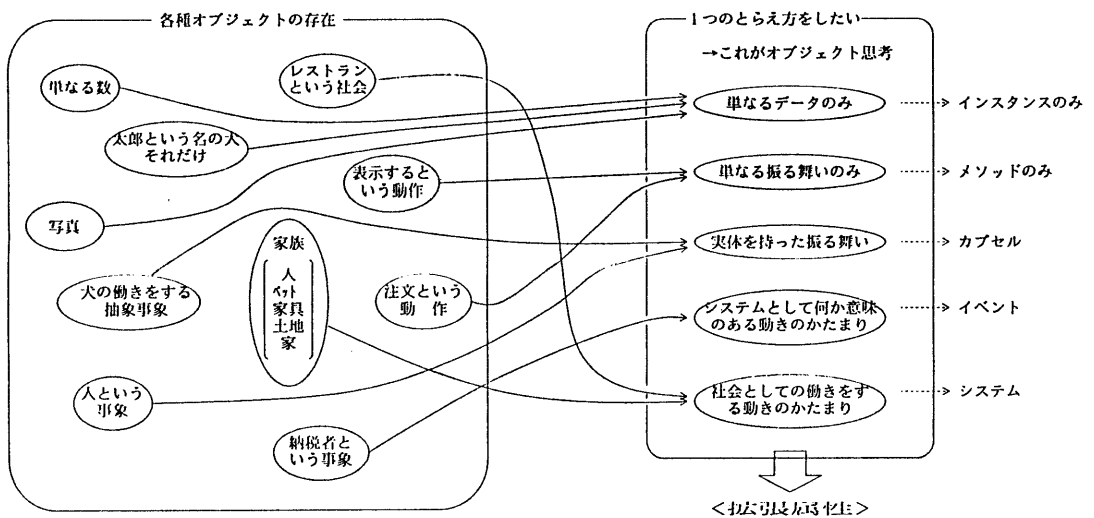 各種オブジェクトの存在
単なる数
レストラン
という社会
太郎という名の犬
それだけ
表示すると
いう動作
写真
家族
人
ペット
家具
土地
家
犬の働きをする
抽象事象
注文という
動 作
人という
事象
納税者と
いう事象
1つのとらえ方をしたい
→これがオブジェクト思考
単なるデータのみ
インスタンスのみ
単なる振る舞いのみ
メソッドのみ
実体を持った振る舞い
カプセル
システムとして何か意味
のある動きのかたまり
イベント
社会としての働きをす
る動きのかたまり
システム